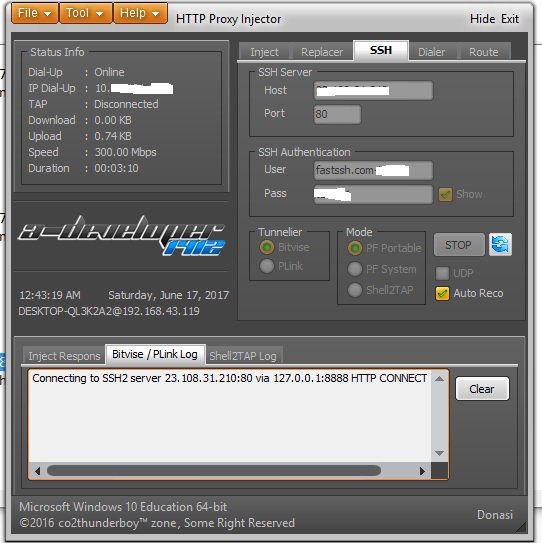 File Tool Help HTTP Proxy Injector Hide Exit
Status Info
Dial-Up : Online
IP Dial-Up : 10.
TAP : Disconnected
Download : 0.00 KB
Upload : 0.74 KB
Speed : 300.00 Mbps
Duration : 00:03:10
a-developer
1412
12:43:19 AM Saturday, June 17, 2017
DESKTOP-QL3K2A2@192.168.43.119
Inject Replacer SSH Dialer Route
SSH Server
Host
Port 80
SSH Authentication
User fastssh.com-
Pass Show
Tunnelier
Bitvise
PLink
Mode
PF Portable
PF System
Shell2TAP
STOP
UDP
Auto Reco
Inject Respons Bitvise / PLink Log Shell2TAP Log
Connecting to SSH2 server 23.108.31.210:80 via 127.0.0.1:8888 HTTP CONNECT
Clear
Microsoft Windows 10 Education 64-bit
©2016 co2thunderboy™ zone, Some Right Reserved
Donasi